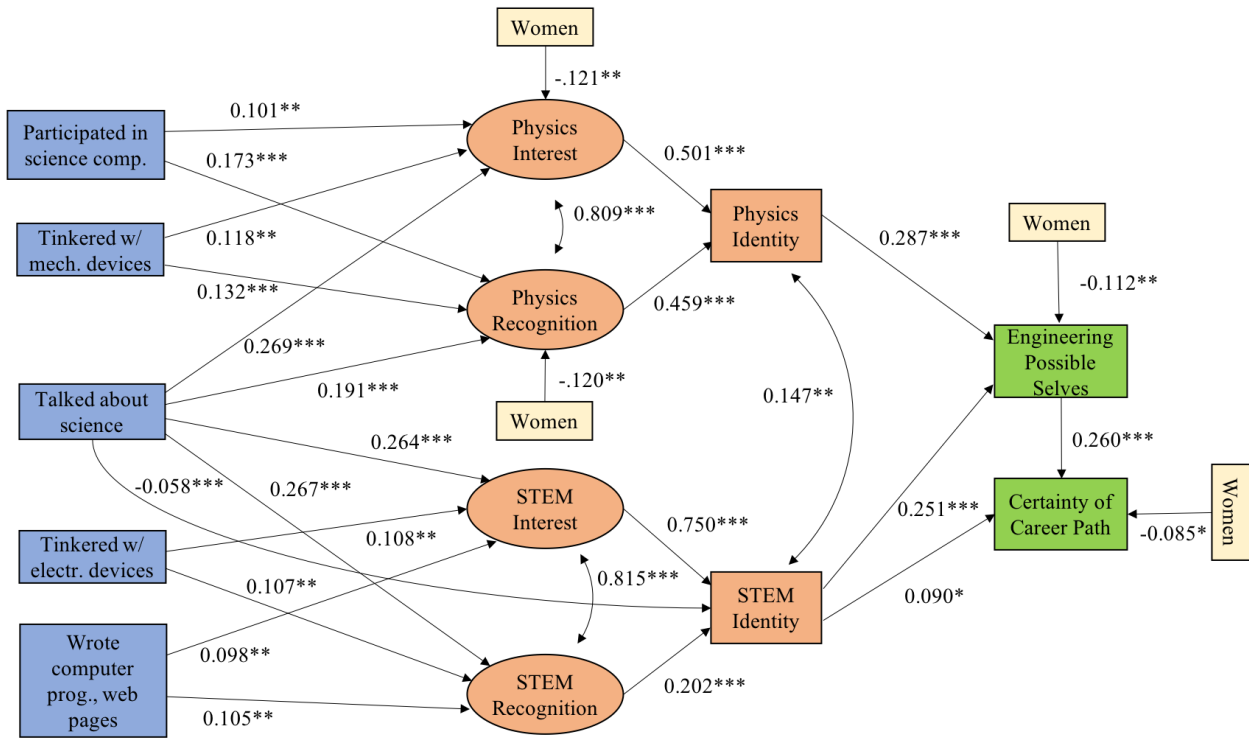 Women
-.121**
0.101**
Participated in
science comp.
0.173***
Physics
Interest
0.501***
Tinkered w/
mech. devices
0.118**
0.132***
0.809***
Physics
Identity
0.287***
Women
-0.112**
Physics
Recognition
0.459***
0.269***
0.191***
-.120**
Women
Engineering
Possible
Selves
0.147**
Talked about
science
0.264***
-0.058***
0.267***
0.260***
STEM
Interest
0.750***
0.251***
Certainty of
Career Path
-0.085*
Women
Tinkered w/
electr. devices
0.108**
0.107**
0.815***
STEM
Identity
0.090*
Wrote
computer
prog., web
pages
0.098**
0.105**
STEM
Recognition
0.202***